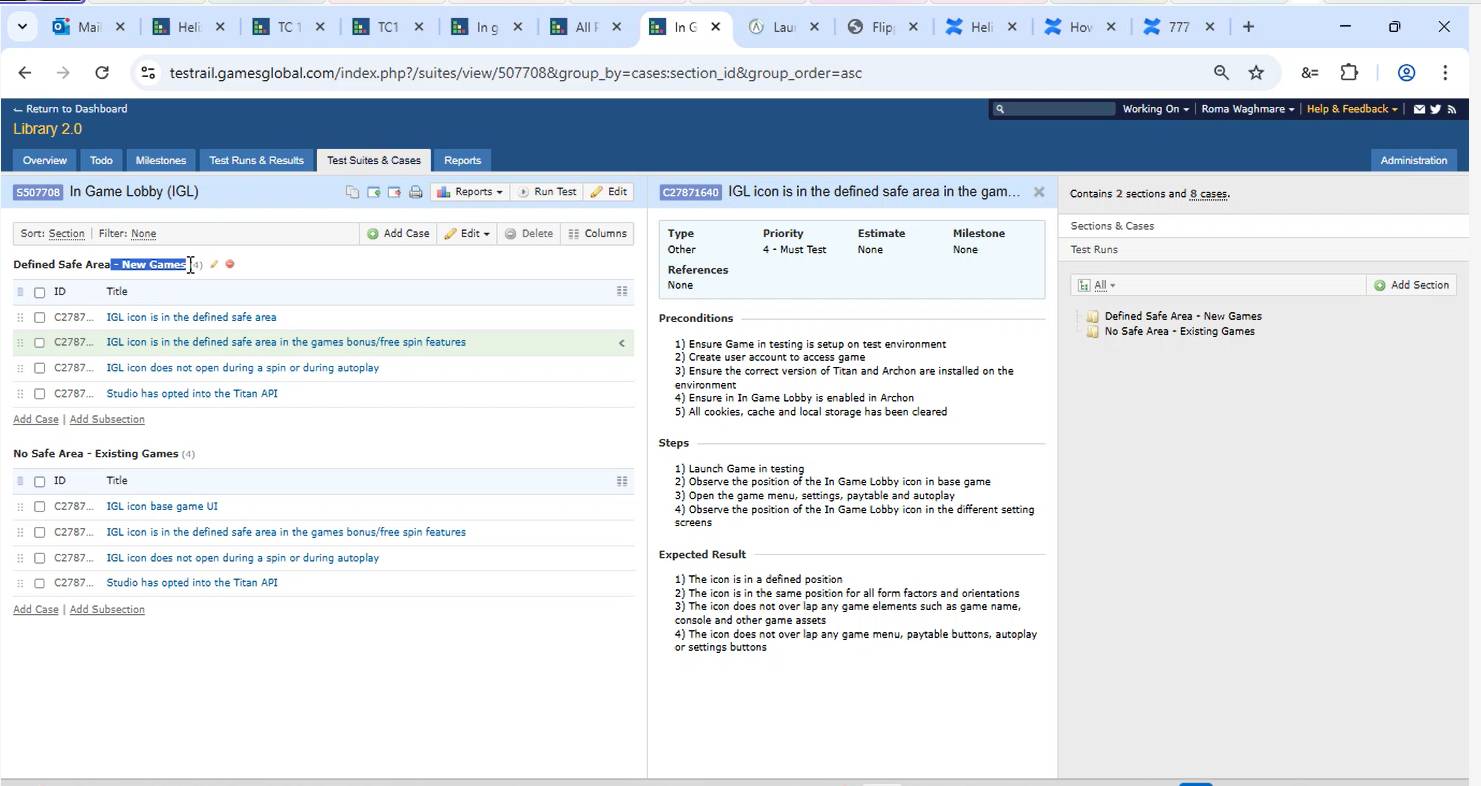 Mail
Heli
TC 1
TC1
In g
All F
In G
Lau
Flip
Heli
How
777
testrail.gamesglobal.com/index.php?/suites/view/507708&group_by=cases:section_id&group_order=asc
← Return to Dashboard
Working On
Roma Waghmare
Help & Feedback
Library 2.0
Overview
Todo
Milestones
Test Runs & Results
Test Suites & Cases
Reports
Administration
S507708 In Game Lobby (IGL)
Reports
Run Test
Edit
Sort: Section | Filter: None
Add Case
Edit
Delete
Columns
Defined Safe Area - New Games (4)
ID Title
C2787... IGL icon is in the defined safe area
C2787... IGL icon is in the defined safe area in the games bonus/free spin features
C2787... IGL icon does not open during a spin or during autoplay
C2787... Studio has opted into the Titan API
Add Case | Add Subsection
No Safe Area - Existing Games (4)
ID Title
C2787... IGL icon base game UI
C2787... IGL icon is in the defined safe area in the games bonus/free spin features
C2787... IGL icon does not open during a spin or during autoplay
C2787... Studio has opted into the Titan API
Add Case | Add Subsection
C27871640 IGL icon is in the defined safe area in the gam...
Type Priority Estimate Milestone
Other 4 - Must Test None None
References
None
Preconditions
1) Ensure Game in testing is setup on test environment
2) Create user account to access game
3) Ensure the correct version of Titan and Archon are installed on the
environment
4) Ensure in In Game Lobby is enabled in Archon
5) All cookies, cache and local storage has been cleared
Steps
1) Launch Game in testing
2) Observe the position of the In Game Lobby icon in base game
3) Open the game menu, settings, paytable and autoplay
4) Observe the position of the In Game Lobby icon in the different setting
screens
Expected Result
1) The icon is in a defined position
2) The icon is in the same position for all form factors and orientations
3) The icon does not over lap any game elements such as game name,
console and other game assets
4) The icon does not over lap any game menu, paytable buttons, autoplay
or settings buttons
Contains 2 sections and 8 cases.
Sections & Cases
Test Runs
All
Add Section
Defined Safe Area - New Games
No Safe Area - Existing Games